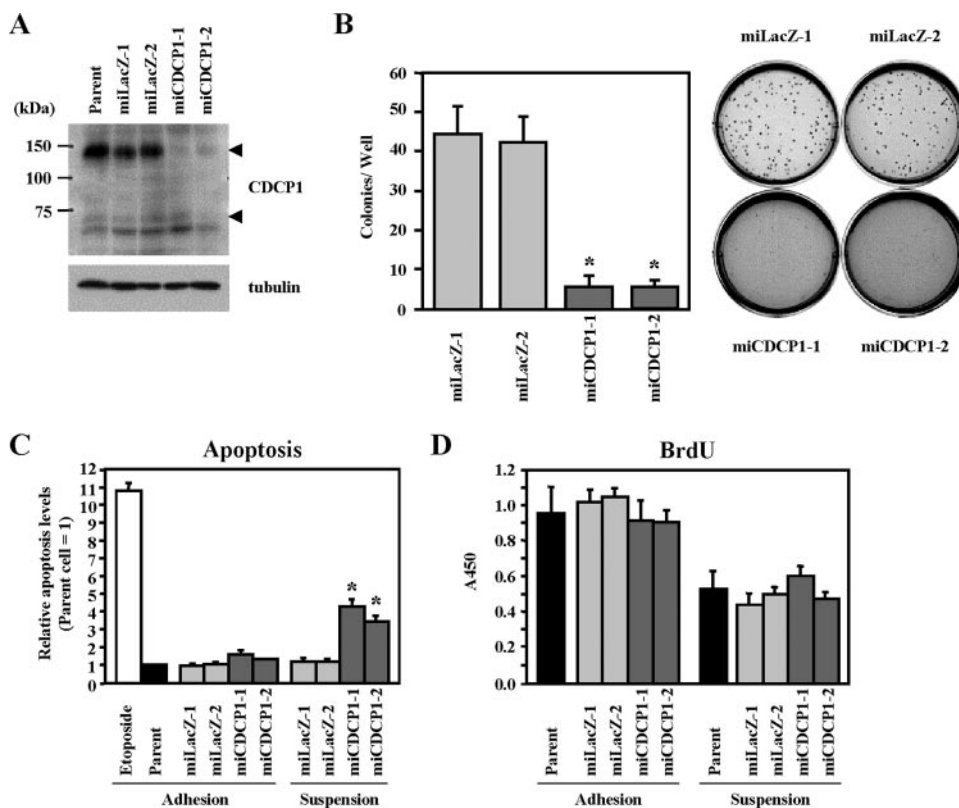 A
Parent
miLacZ-1
miLacZ-2
miCDCP1-1
miCDCP1-2
(kDa)
150
100
75
CDCP1
tubulin
B
Colonies/ Well
60
50
40
30
20
10
0
* *
miLacZ-1
miLacZ-2
miCDCP1-1
miCDCP1-2
miLacZ-1 miLacZ-2
miCDCP1-1 miCDCP1-2
C
Apoptosis
Relative apoptosis levels
(Parent cell = 1)
12
11
10
9
8
7
6
5
4
3
2
1
0
* *
Etoposide
Parent
miLacZ-1
miLacZ-2
miCDCP1-1
miCDCP1-2
miLacZ-1
miLacZ-2
miCDCP1-1
miCDCP1-2
Adhesion Suspension
D
BrdU
A450
1.2
1.0
0.8
0.6
0.4
0.2
0.0
Parent
miLacZ-1
miLacZ-2
miCDCP1-1
miCDCP1-2
Parent
miLacZ-1
miLacZ-2
miCDCP1-1
miCDCP1-2
Adhesion Suspension